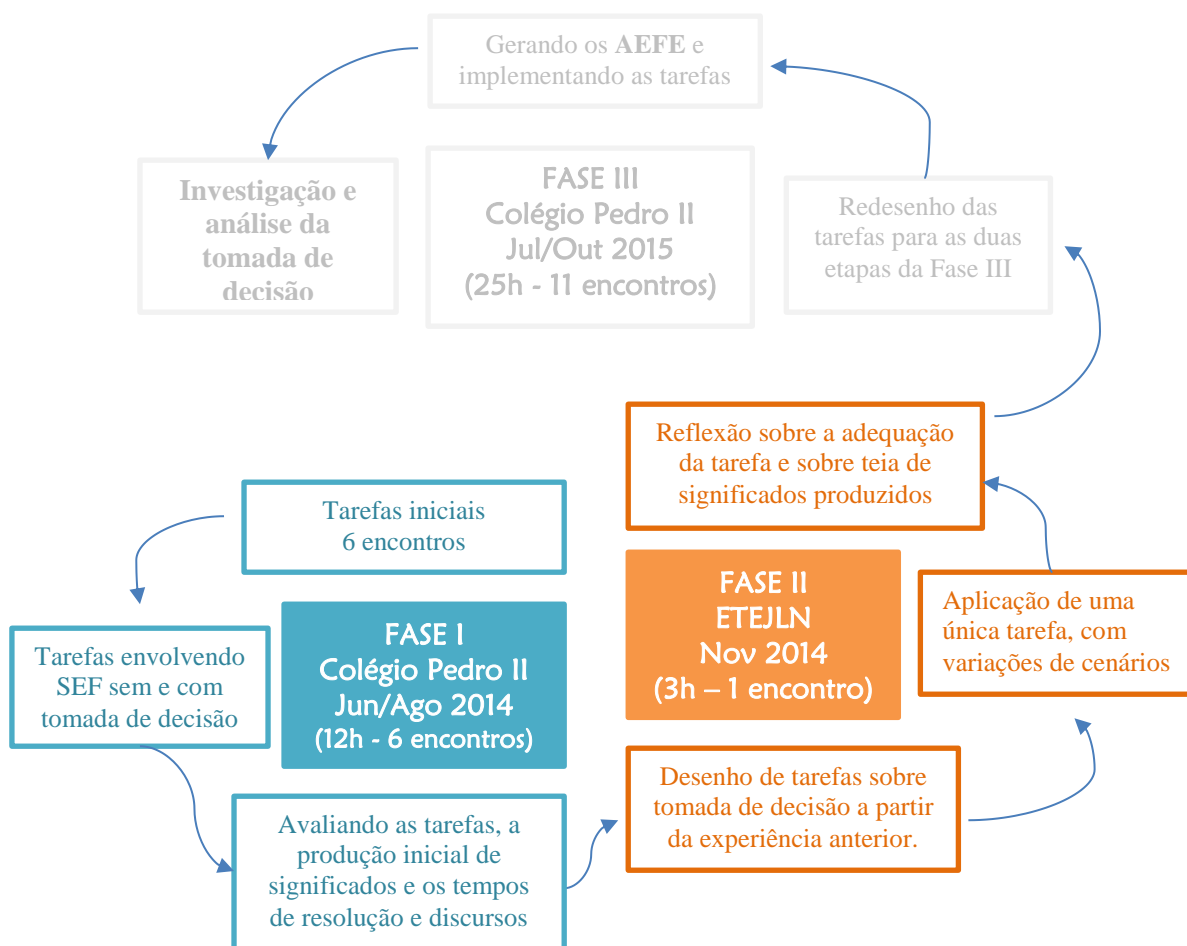 Gerando os AEFE e
implementando as tarefas
Investigação e
análise da
tomada de
decisão
FASE III
Colégio Pedro II
Jul/Out 2015
(25h - 11 encontros)
Redesenho das
tarefas para as duas
etapas da Fase III
Reflexão sobre a adequação
da tarefa e sobre teia de
significados produzidos
Tarefas iniciais
6 encontros
FASE II
ETEJLN
Nov 2014
(3h – 1 encontro)
Aplicação de uma
única tarefa, com
variações de cenários
FASE I
Colégio Pedro II
Jun/Ago 2014
(12h - 6 encontros)
Tarefas envolvendo
SEF sem e com
tomada de decisão
Desenho de tarefas sobre
tomada de decisão a partir
da experiência anterior.
Avaliando as tarefas, a
produção inicial de
significados e os tempos
de resolução e discursos